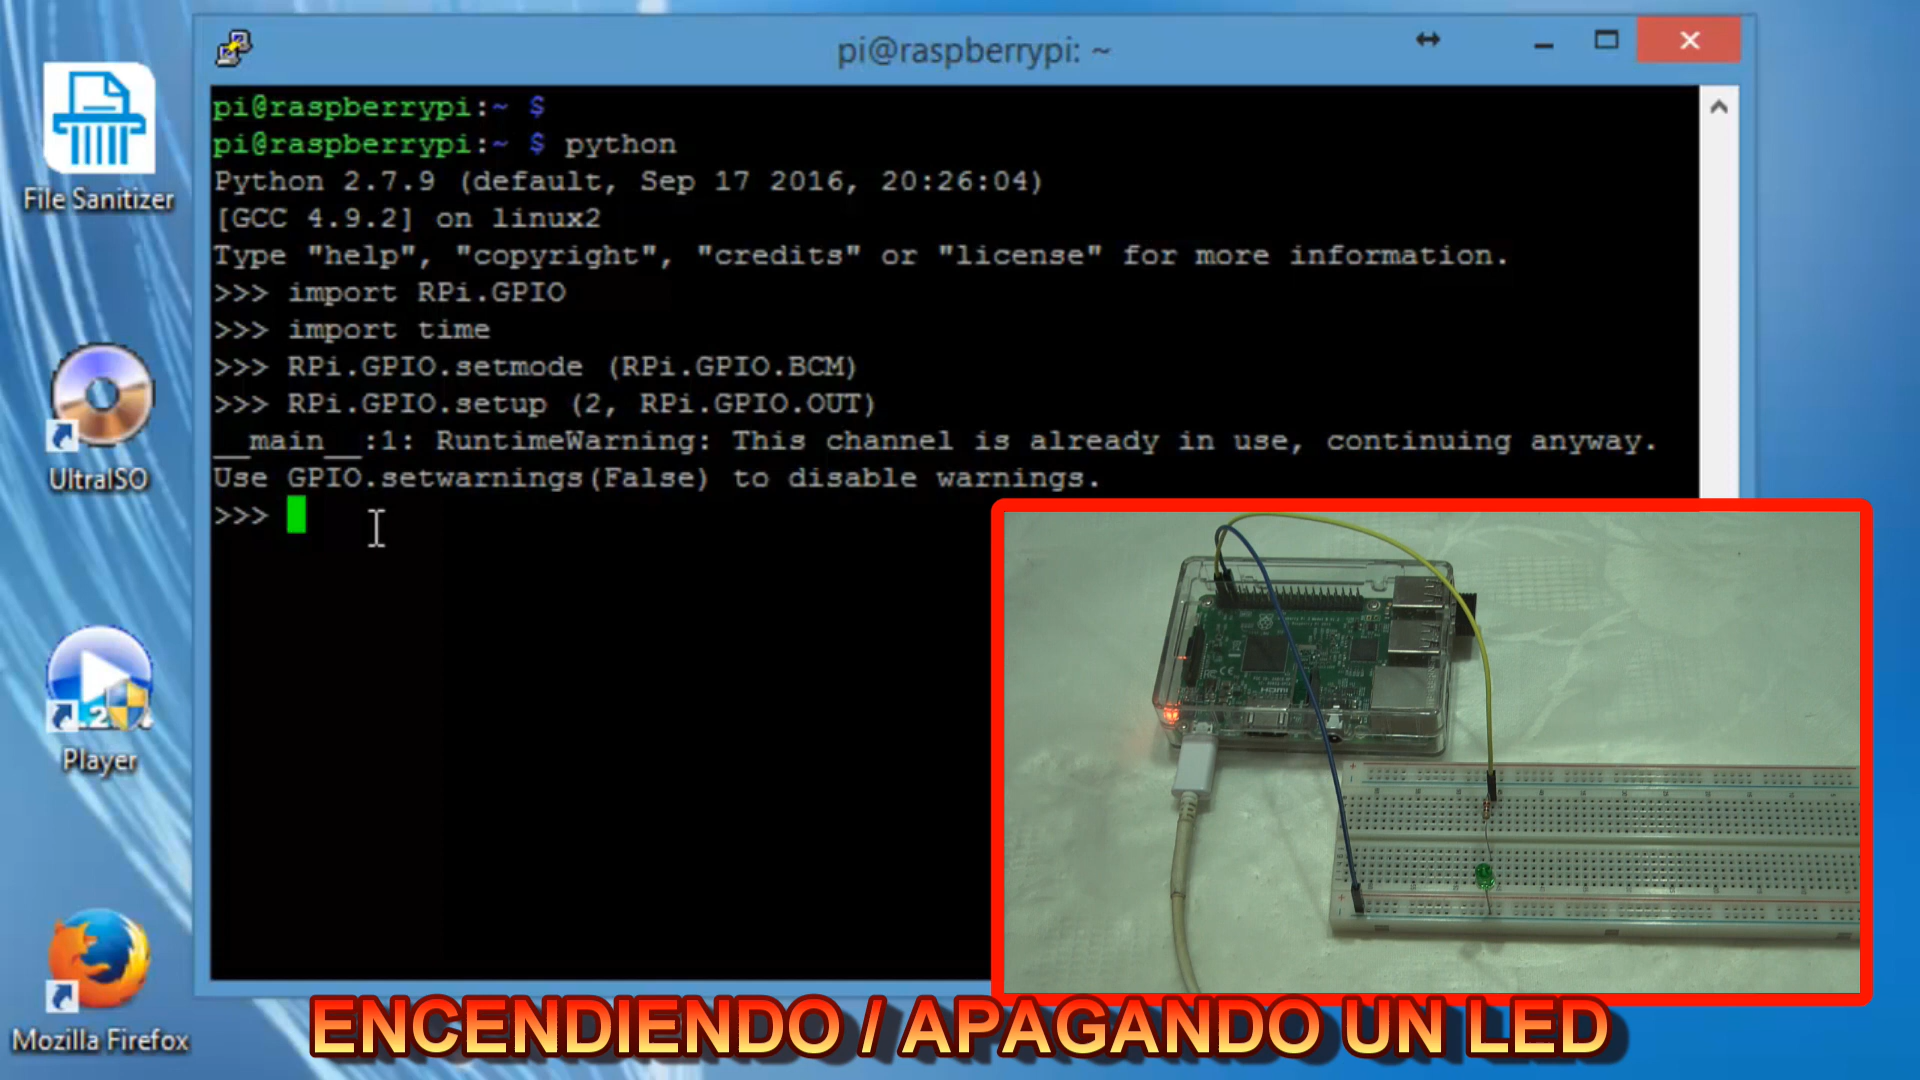 pi@raspberrypi: ~
pi@raspberrypi:~ $
pi@raspberrypi:~ $ python
Python 2.7.9 (default, Sep 17 2016, 20:26:04)
[GCC 4.9.2] on linux2
Type "help", "copyright", "credits" or "license" for more information.
>>> import RPi.GPIO
>>> import time
>>> RPi.GPIO.setmode (RPi.GPIO.BCM)
>>> RPi.GPIO.setup (2, RPi.GPIO.OUT)
__main__:1: RuntimeWarning: This channel is already in use, continuing anyway.
Use GPIO.setwarnings(False) to disable warnings.
>>>
File Sanitizer
UltraISO
Player
Mozilla Firefox
ENCENDIENDO / APAGANDO UN LED